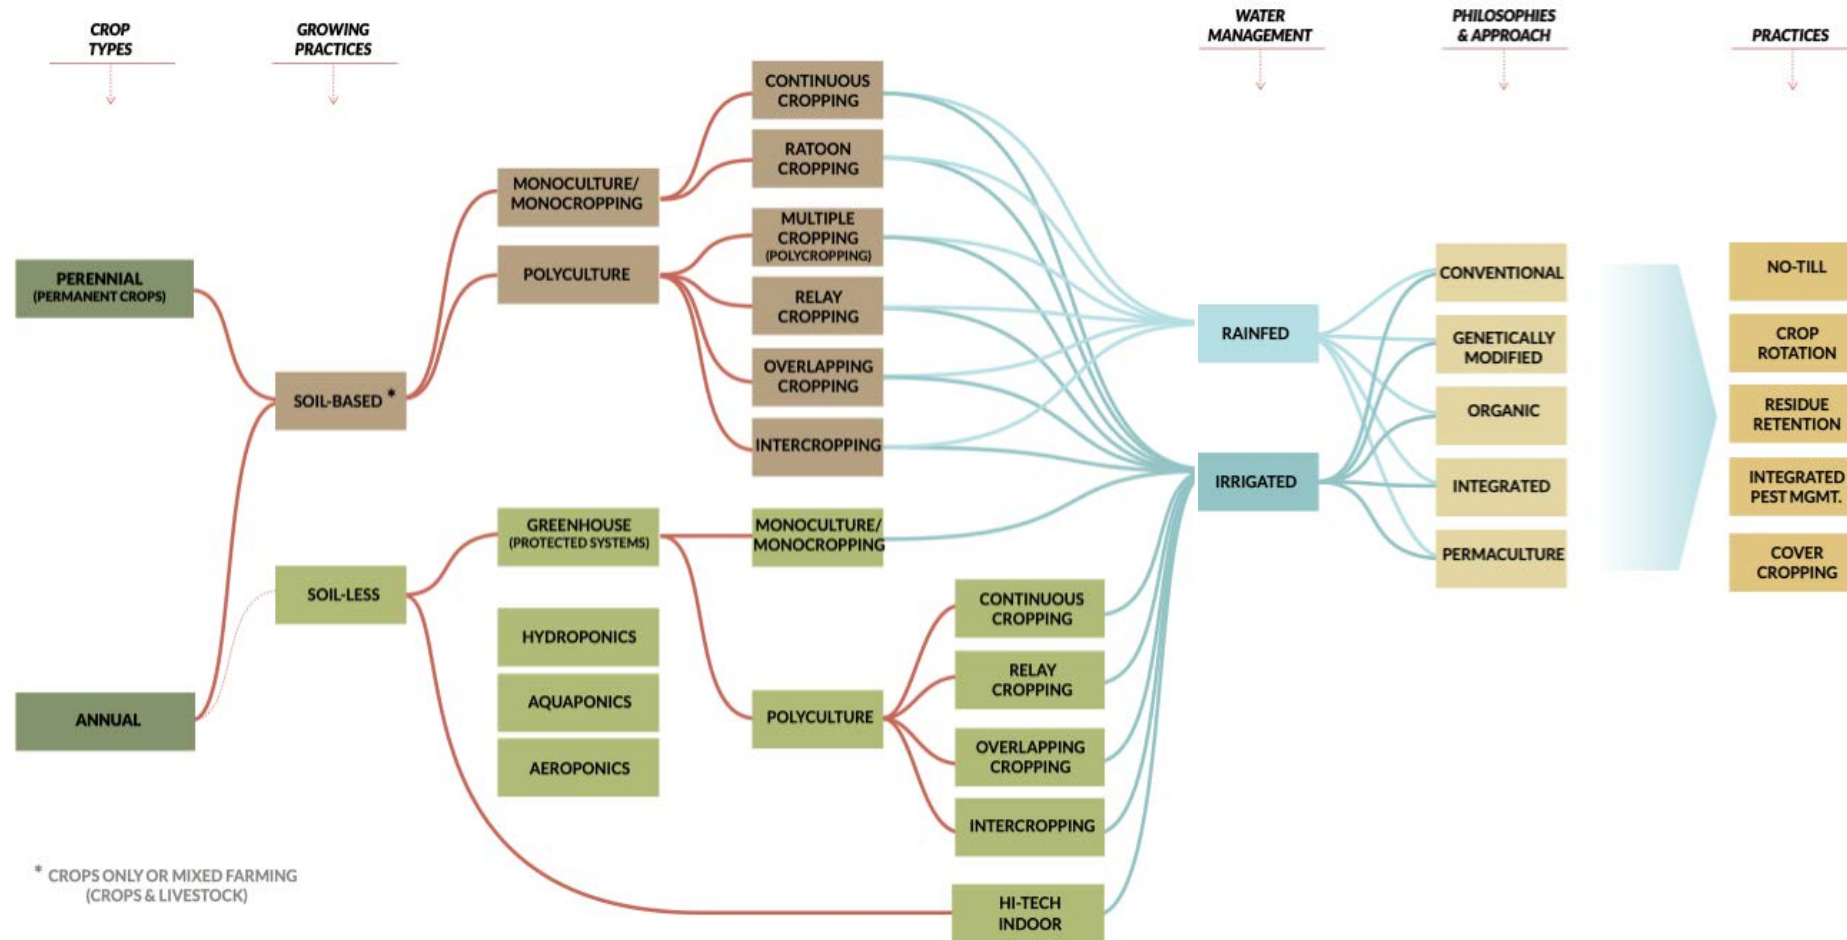 CROP
TYPES
GROWING
PRACTICES
WATER
MANAGEMENT
PHILOSOPHIES
& APPROACH
PRACTICES
PERENNIAL
(PERMANENT CROPS)
ANNUAL
SOIL-BASED *
SOIL-LESS
MONOCULTURE/
MONOCROPPING
POLYCULTURE
GREENHOUSE
(PROTECTED SYSTEMS)
HYDROPONICS
AQUAPONICS
AEROPONICS
CONTINUOUS
CROPPING
RATOON
CROPPING
MULTIPLE
CROPPING
(POLYCROPPING)
RELAY
CROPPING
OVERLAPPING
CROPPING
INTERCROPPING
MONOCULTURE/
MONOCROPPING
POLYCULTURE
CONTINUOUS
CROPPING
RELAY
CROPPING
OVERLAPPING
CROPPING
INTERCROPPING
HI-TECH
INDOOR
RAINFED
IRRIGATED
CONVENTIONAL
GENETICALLY
MODIFIED
ORGANIC
INTEGRATED
PERMACULTURE
NO-TILL
CROP
ROTATION
RESIDUE
RETENTION
INTEGRATED
PEST MGMT.
COVER
CROPPING
* CROPS ONLY OR MIXED FARMING
(CROPS & LIVESTOCK)